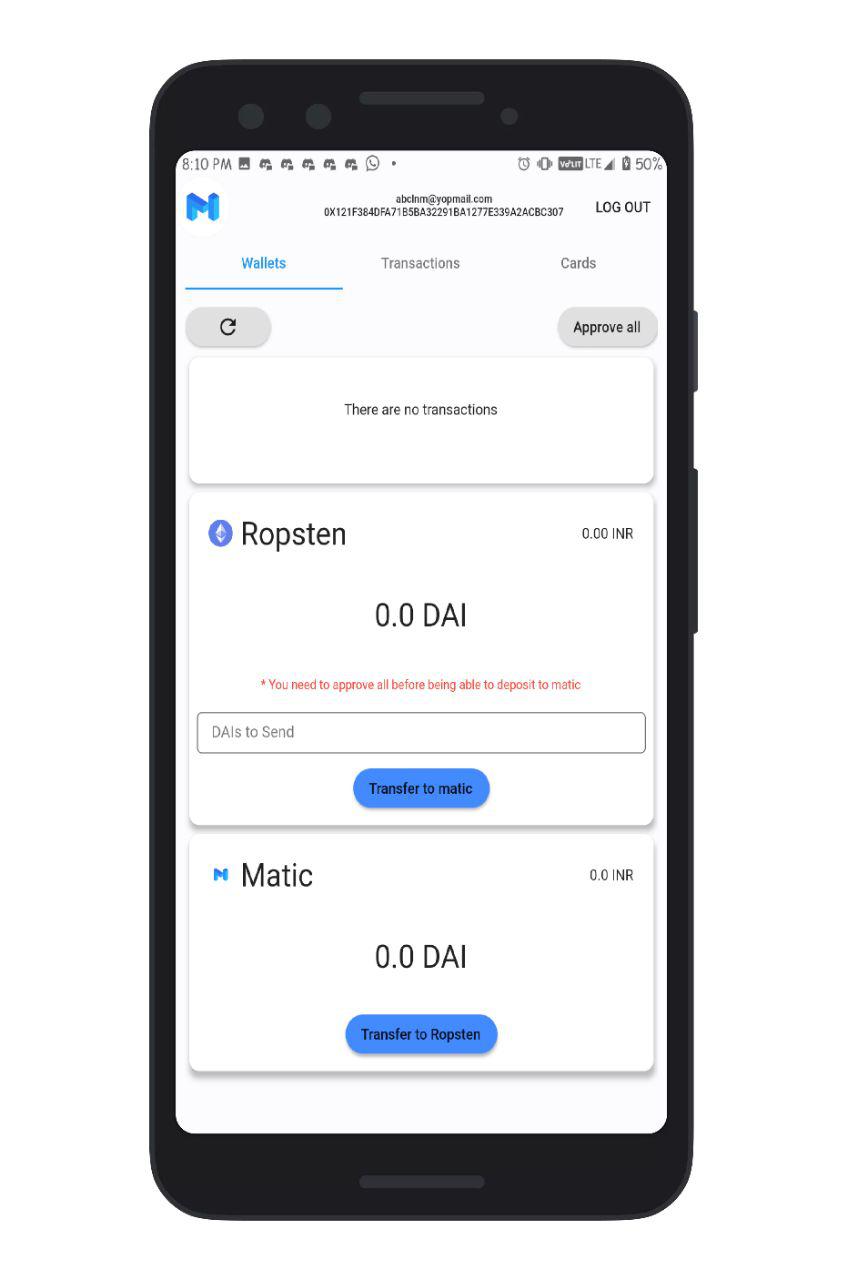 8:10 PM LTE 50%
abclnm@yopmail.com
0X121F384DFA71B5BA32291BA1277E339A2ACBC307
LOG OUT
Wallets Transactions Cards
Approve all
There are no transactions
Ropsten 0.00 INR
0.0 DAI
* You need to approve all before being able to deposit to matic
DAIs to Send
Transfer to matic
Matic 0.0 INR
0.0 DAI
Transfer to Ropsten